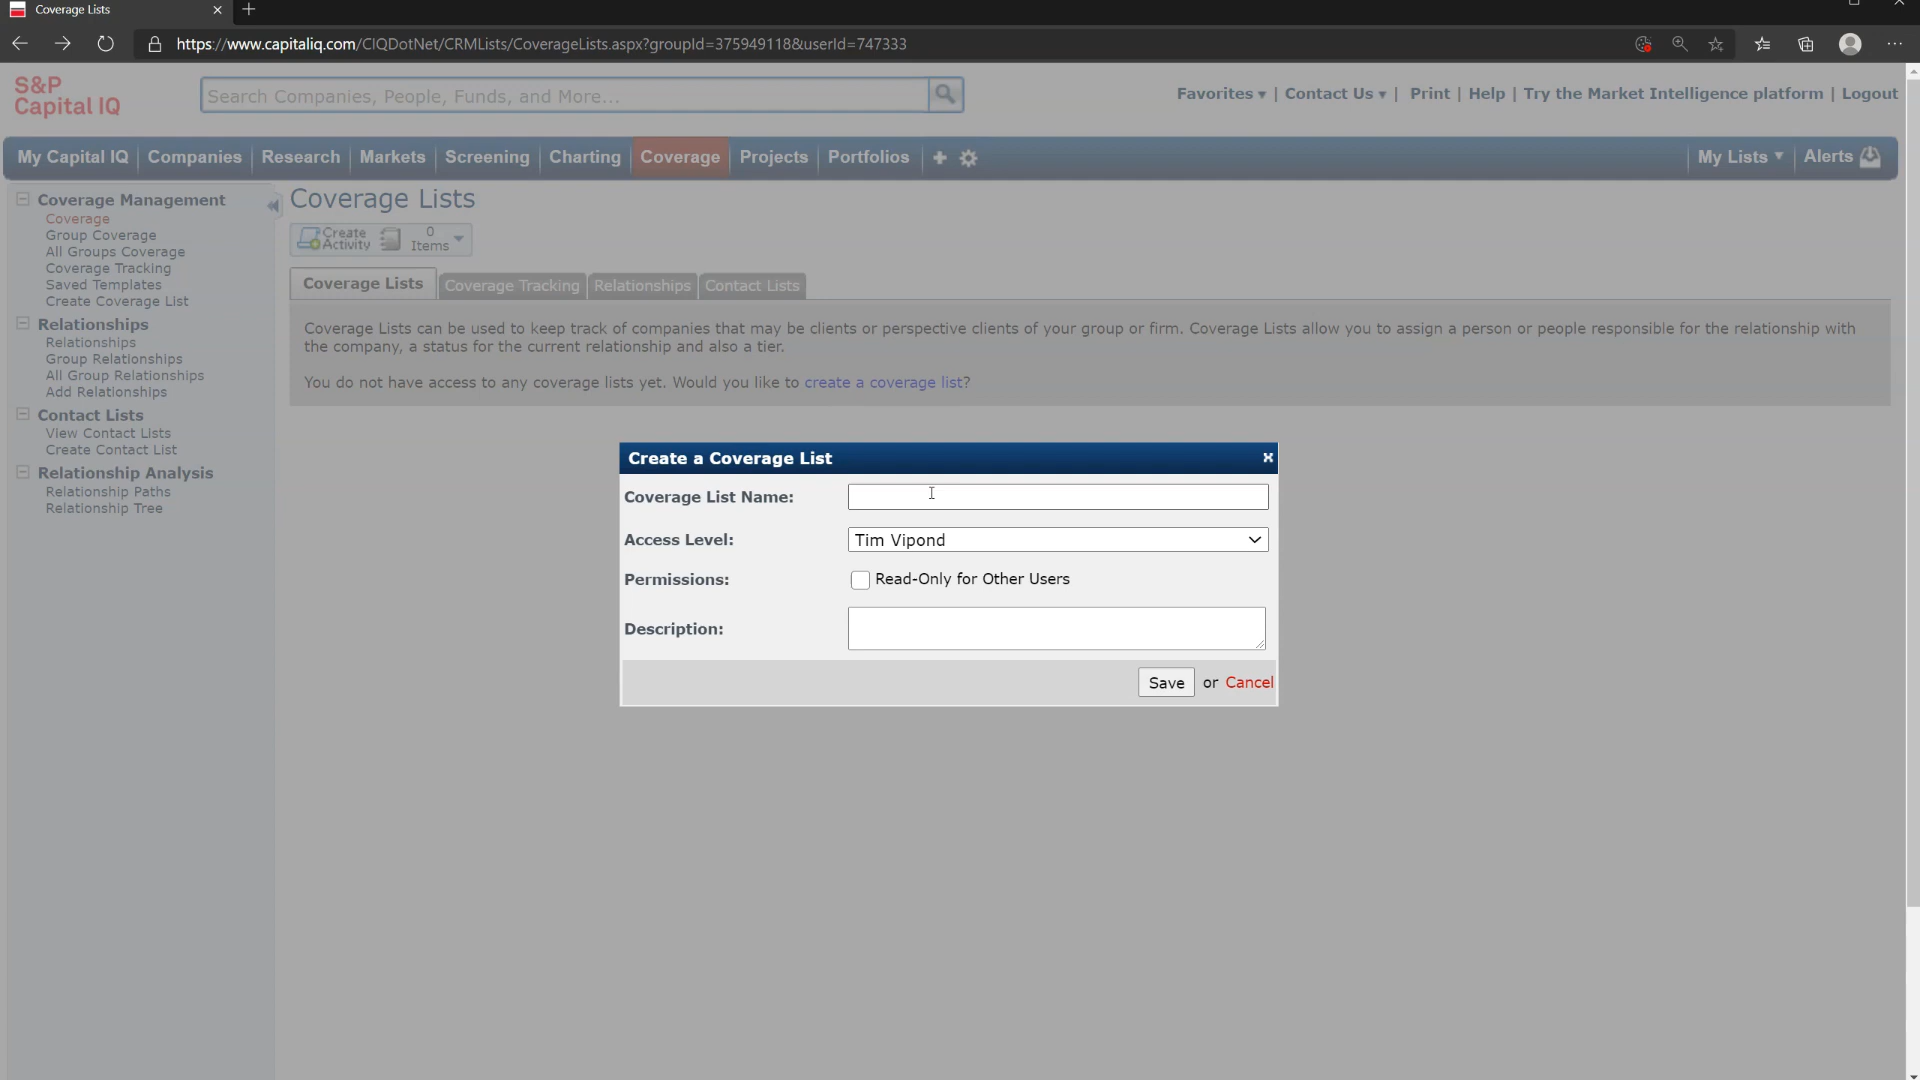 Coverage Lists
https://www.capitaliq.com/CIQDotNet/CRMLists/CoverageLists.aspx?groupId=375949118&userId=747333
S&P
Capital IQ
Search Companies, People, Funds, and More...
Favorites | Contact Us | Print | Help | Try the Market Intelligence platform | Logout
My Capital IQ Companies Research Markets Screening Charting Coverage Projects Portfolios My Lists Alerts
Coverage Management
Coverage
Group Coverage
All Groups Coverage
Coverage Tracking
Saved Templates
Create Coverage List
Relationships
Relationships
Group Relationships
All Group Relationships
Add Relationships
Contact Lists
View Contact Lists
Create Contact List
Relationship Analysis
Relationship Paths
Relationship Tree
Coverage Lists
Create
Activity
0
Items
Coverage Lists Coverage Tracking Relationships Contact Lists
Coverage Lists can be used to keep track of companies that may be clients or perspective clients of your group or firm. Coverage Lists allow you to assign a person or people responsible for the relationship with
the company, a status for the current relationship and also a tier.
You do not have access to any coverage lists yet. Would you like to create a coverage list?
Create a Coverage List
Coverage List Name:
Access Level: Tim Vipond
Permissions: Read-Only for Other Users
Description:
Save or Cancel